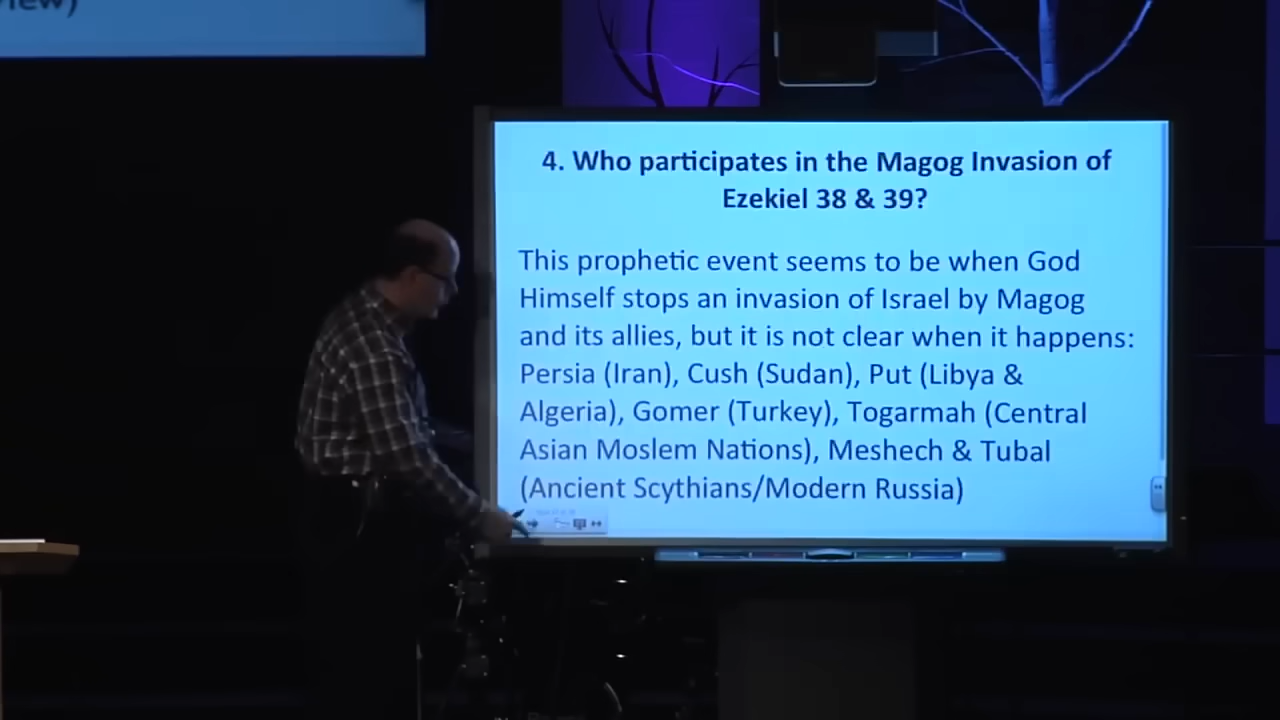 4. Who participates in the Magog Invasion of
Ezekiel 38 & 39?
This prophetic event seems to be when God
Himself stops an invasion of Israel by Magog
and its allies, but it is not clear when it happens:
Persia (Iran), Cush (Sudan), Put (Libya &
Algeria), Gomer (Turkey), Togarmah (Central
Asian Moslem Nations), Meshech & Tubal
(Ancient Scythians/Modern Russia)